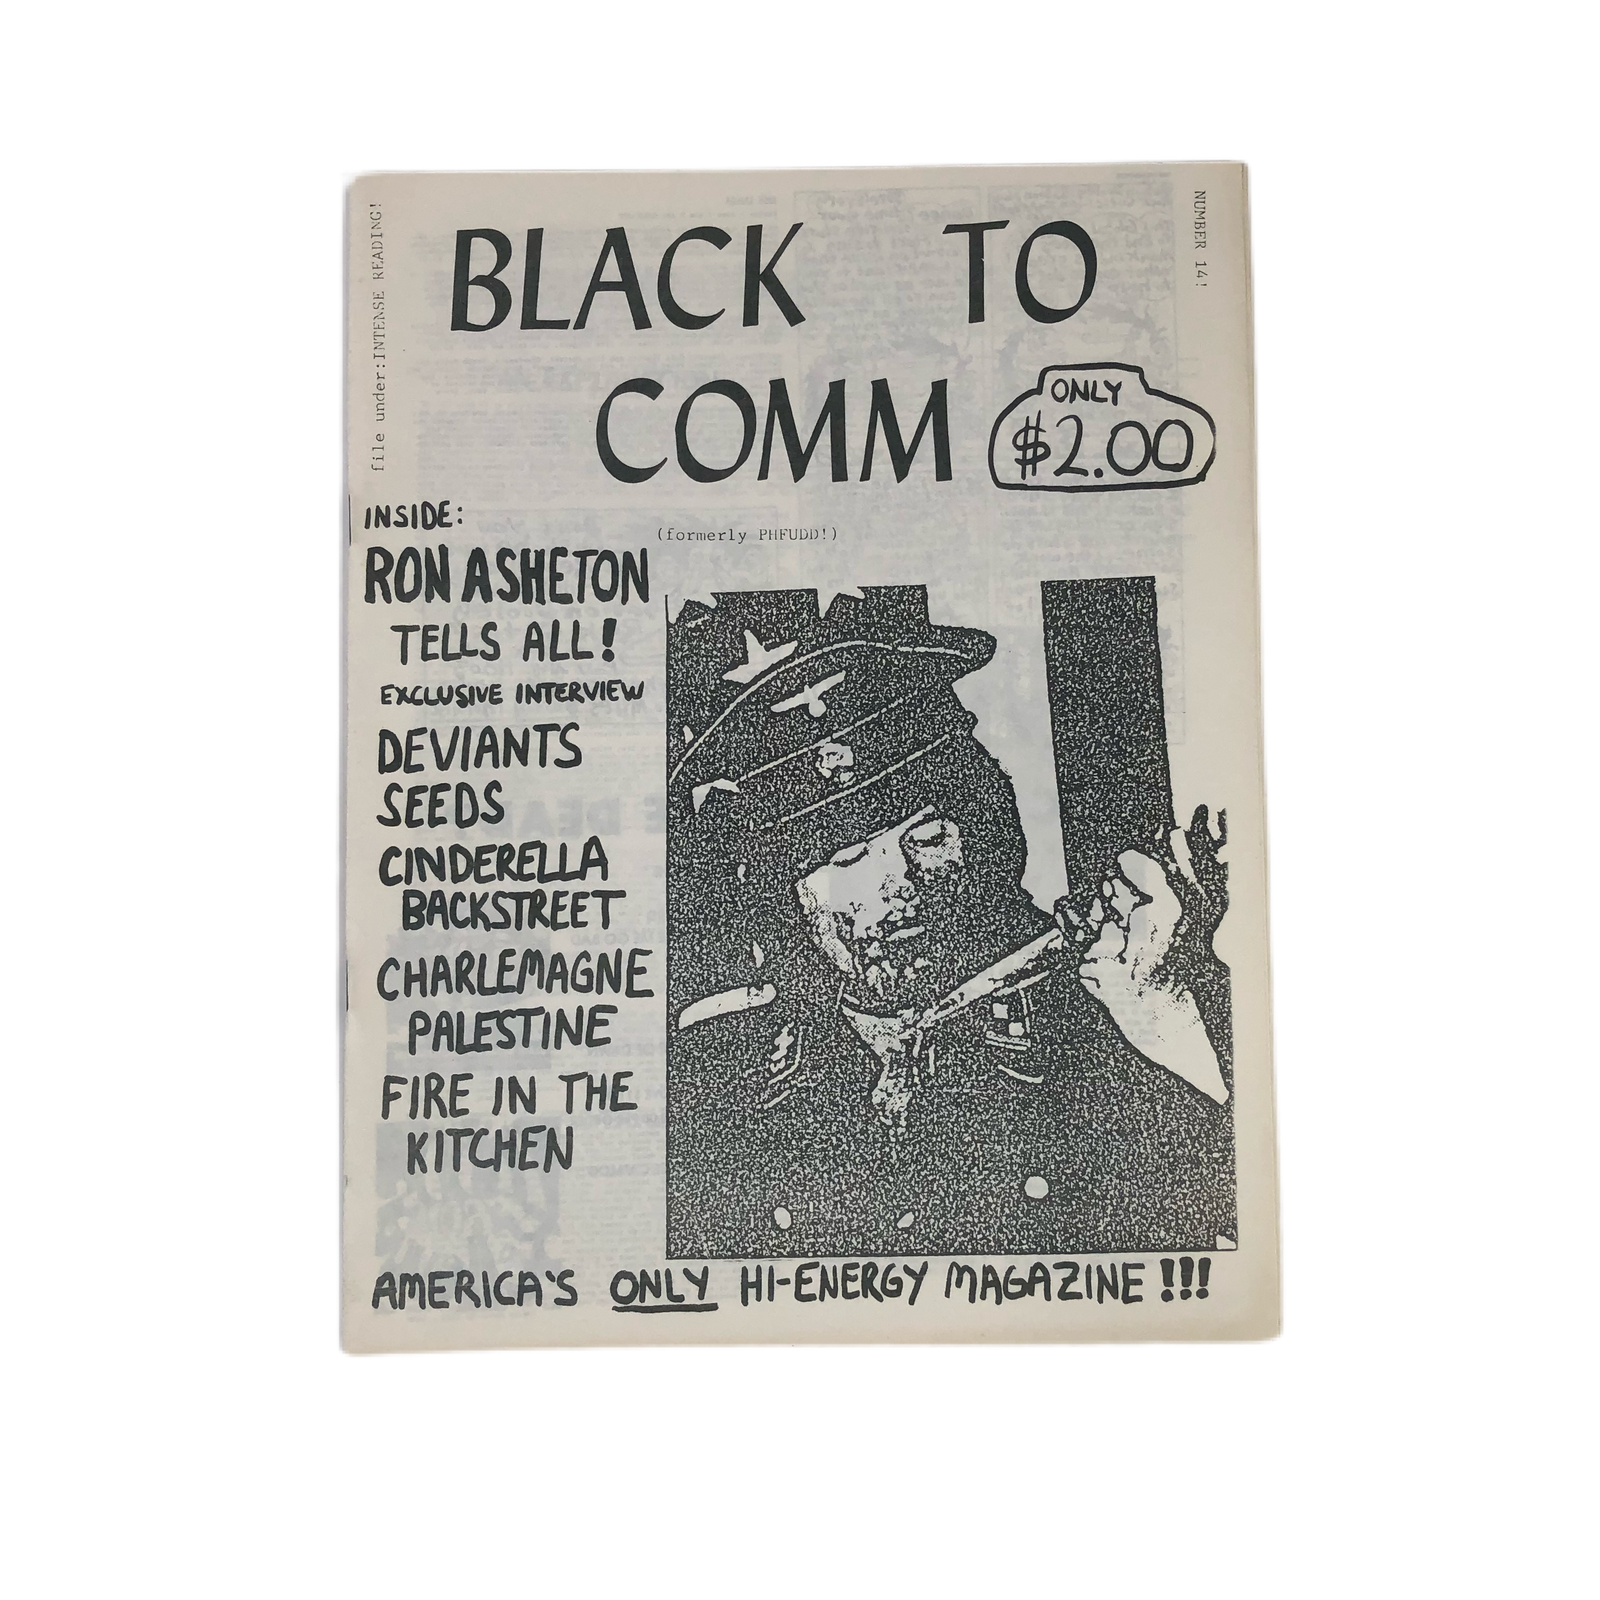 file under:INTENSE READING!
NUMBER 14!
BLACK TO
COMM
ONLY
$2.00
(formerly PHFUDD!)
INSIDE:
RON ASHETON
TELLS ALL!
EXCLUSIVE INTERVIEW
DEVIANTS
SEEDS
CINDERELLA
BACKSTREET
CHARLEMAGNE
PALESTINE
FIRE IN THE
KITCHEN
AMERICA'S ONLY HI-ENERGY MAGAZINE!!!